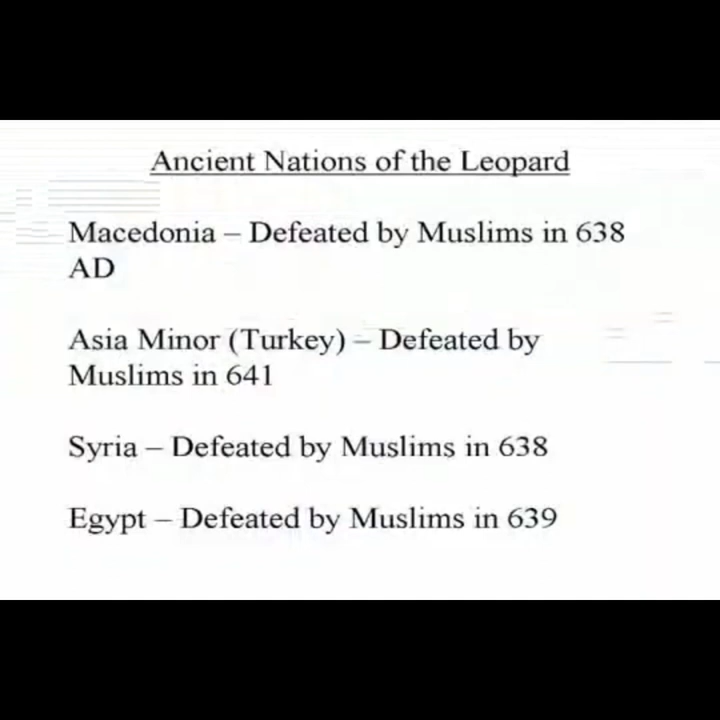 Ancient Nations of the Leopard
Macedonia – Defeated by Muslims in 638
AD
Asia Minor (Turkey) – Defeated by
Muslims in 641
Syria – Defeated by Muslims in 638
Egypt – Defeated by Muslims in 639